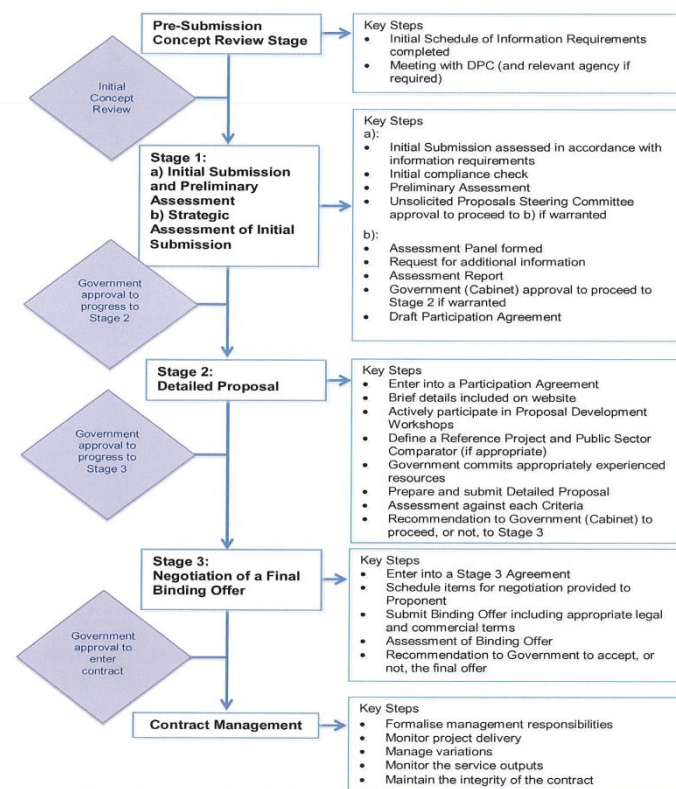 Pre-Submission
Concept Review Stage
Key Steps
• Initial Schedule of Information Requirements
completed
• Meeting with DPC (and relevant agency if
required)
Initial
Concept
Review
Stage 1:
a) Initial Submission
and Preliminary
Assessment
b) Strategic
Assessment of Initial
Submission
Key Steps
a):
• Initial Submission assessed in accordance with
information requirements
• Initial compliance check
• Preliminary Assessment
• Unsolicited Proposals Steering Committee
approval to proceed to b) if warranted
b):
• Assessment Panel formed
• Request for additional information
• Assessment Report
• Government (Cabinet) approval to proceed to
Stage 2 if warranted
• Draft Participation Agreement
Government
approval to
progress to
Stage 2
Stage 2:
Detailed Proposal
Key Steps
• Enter into a Participation Agreement
• Brief details included on website
• Actively participate in Proposal Development
Workshops
• Define a Reference Project and Public Sector
Comparator (if appropriate)
• Government commits appropriately experienced
resources
• Prepare and submit Detailed Proposal
• Assessment against each Criteria
• Recommendation to Government (Cabinet) to
proceed, or not, to Stage 3
Government
approval to
progress to
Stage 3
Stage 3:
Negotiation of a Final
Binding Offer
Key Steps
• Enter into a Stage 3 Agreement
• Schedule items for negotiation provided to
Proponent
• Submit Binding Offer including appropriate legal
and commercial terms
• Assessment of Binding Offer
• Recommendation to Government to accept, or
not, the final offer
Government
approval to
enter
contract
Contract Management
Key Steps
• Formalise management responsibilities
• Monitor project delivery
• Manage variations
• Monitor the service outputs
• Maintain the integrity of the contract